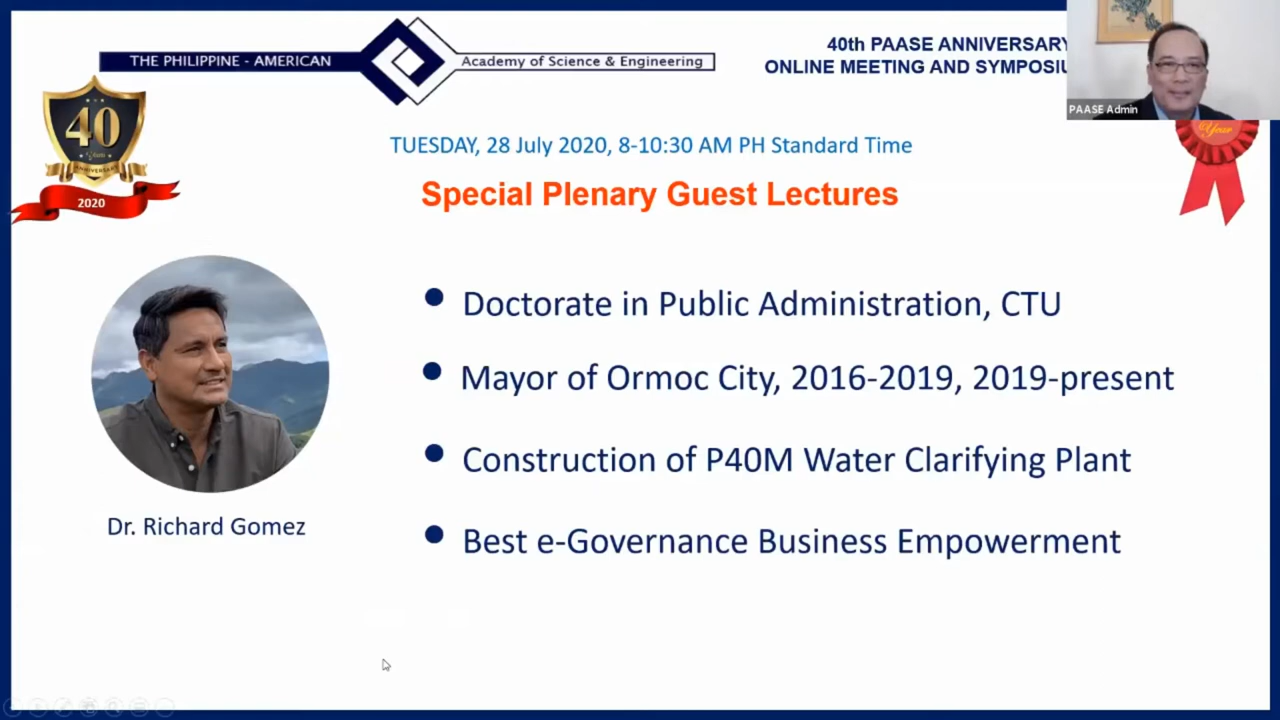 THE PHILIPPINE - AMERICAN
Academy of Science & Engineering
40th PAASE ANNIVERSARY
ONLINE MEETING AND
PAASE Admin
40
ANNIVERSARY
2020
Year
TUESDAY, 28 July 2020, 8-10:30 AM PH Standard Time
Special Plenary Guest Lectures
• Doctorate in Public Administration, CTU
• Mayor of Ormoc City, 2016-2019, 2019-present
• Construction of P40M Water Clarifying Plant
• Best e-Governance Business Empowerment
Dr. Richard Gomez